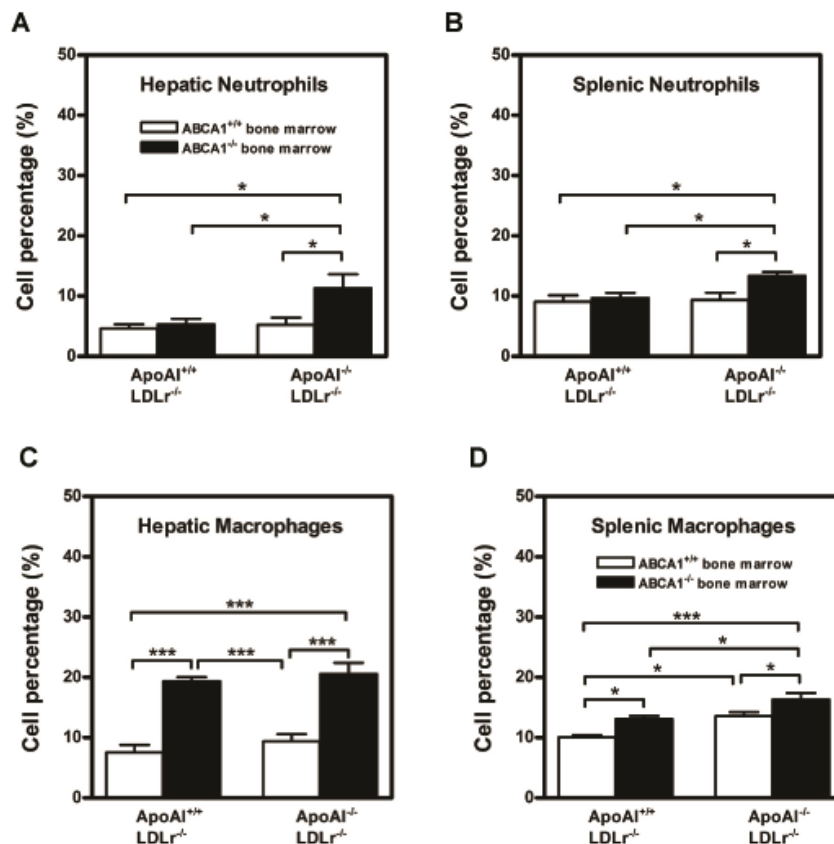 A
Cell percentage (%)
50
40
30
20
10
0
Hepatic Neutrophils
ABCA1+/+ bone marrow
ABCA1-/- bone marrow
*
*
*
ApoAI+/+
LDLr-/-
ApoAI-/-
LDLr-/-
B
Cell percentage (%)
50
40
30
20
10
0
Splenic Neutrophils
*
*
*
ApoAI+/+
LDLr-/-
ApoAI-/-
LDLr-/-
C
Cell percentage (%)
50
40
30
20
10
0
Hepatic Macrophages
***
***
***
***
ApoAI+/+
LDLr-/-
ApoAI-/-
LDLr-/-
D
Cell percentage (%)
50
40
30
20
10
0
Splenic Macrophages
ABCA1+/+ bone marrow
ABCA1-/- bone marrow
***
*
*
*
*
ApoAI+/+
LDLr-/-
ApoAI-/-
LDLr-/-